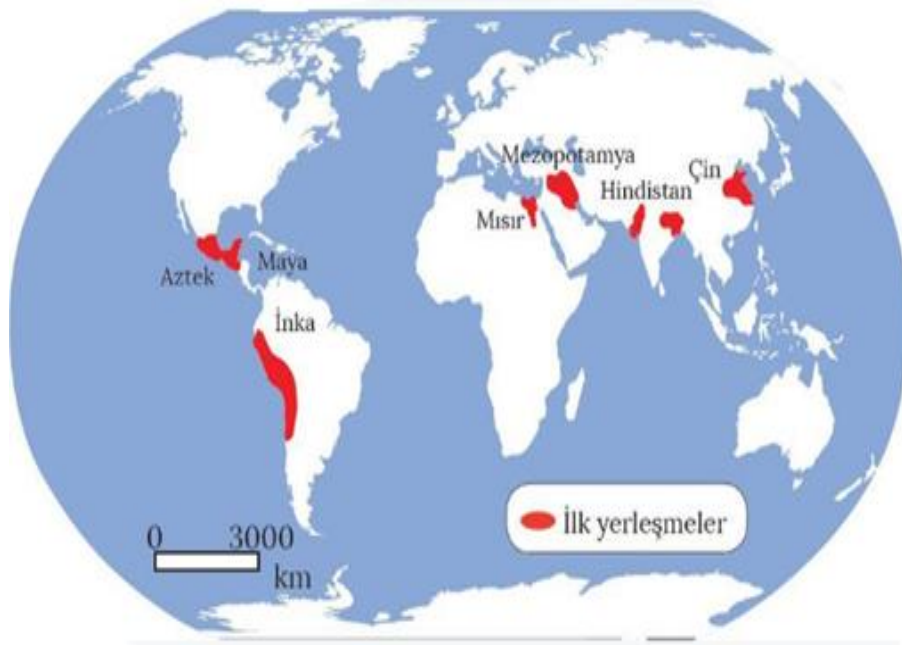 Mezopotamya
Çin
Hindistan
Mısır
Aztek
Maya
İnka
İlk yerleşmeler
0 3000
km